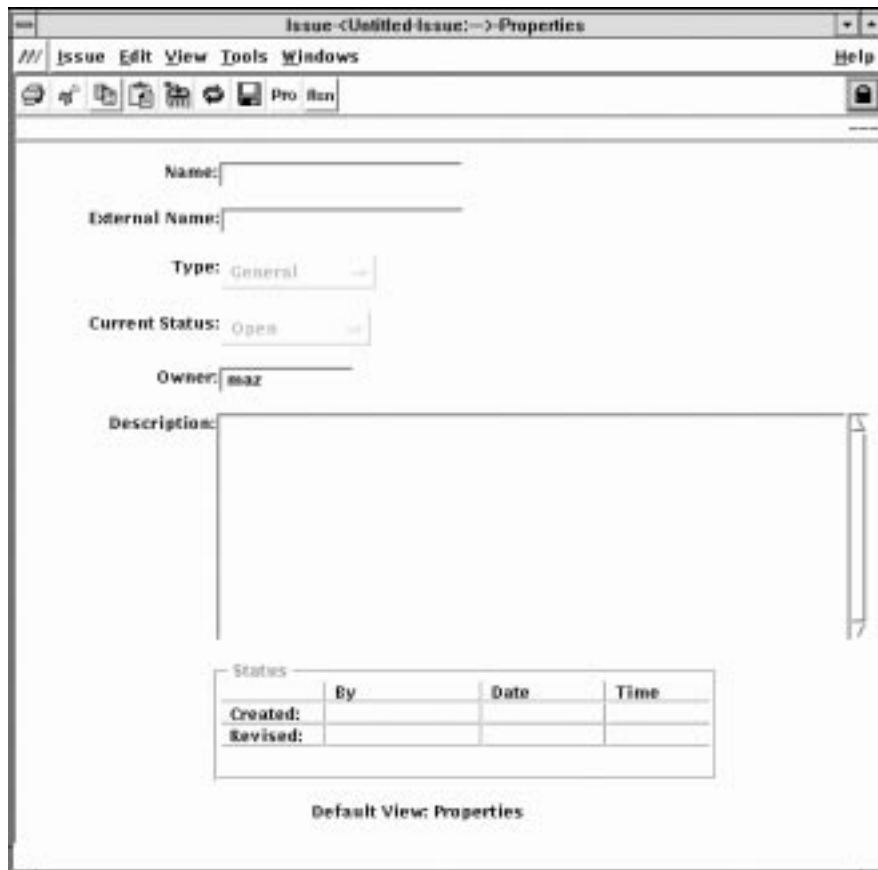 Issue-<Untitled-Issue:-->-Properties
/// Issue Edit View Tools Windows Help
Pro Run
---
Name:
External Name:
Type: General
Current Status: Open
Owner: maz
Description:
Status
By Date Time
Created:
Revised:
Default View: Properties